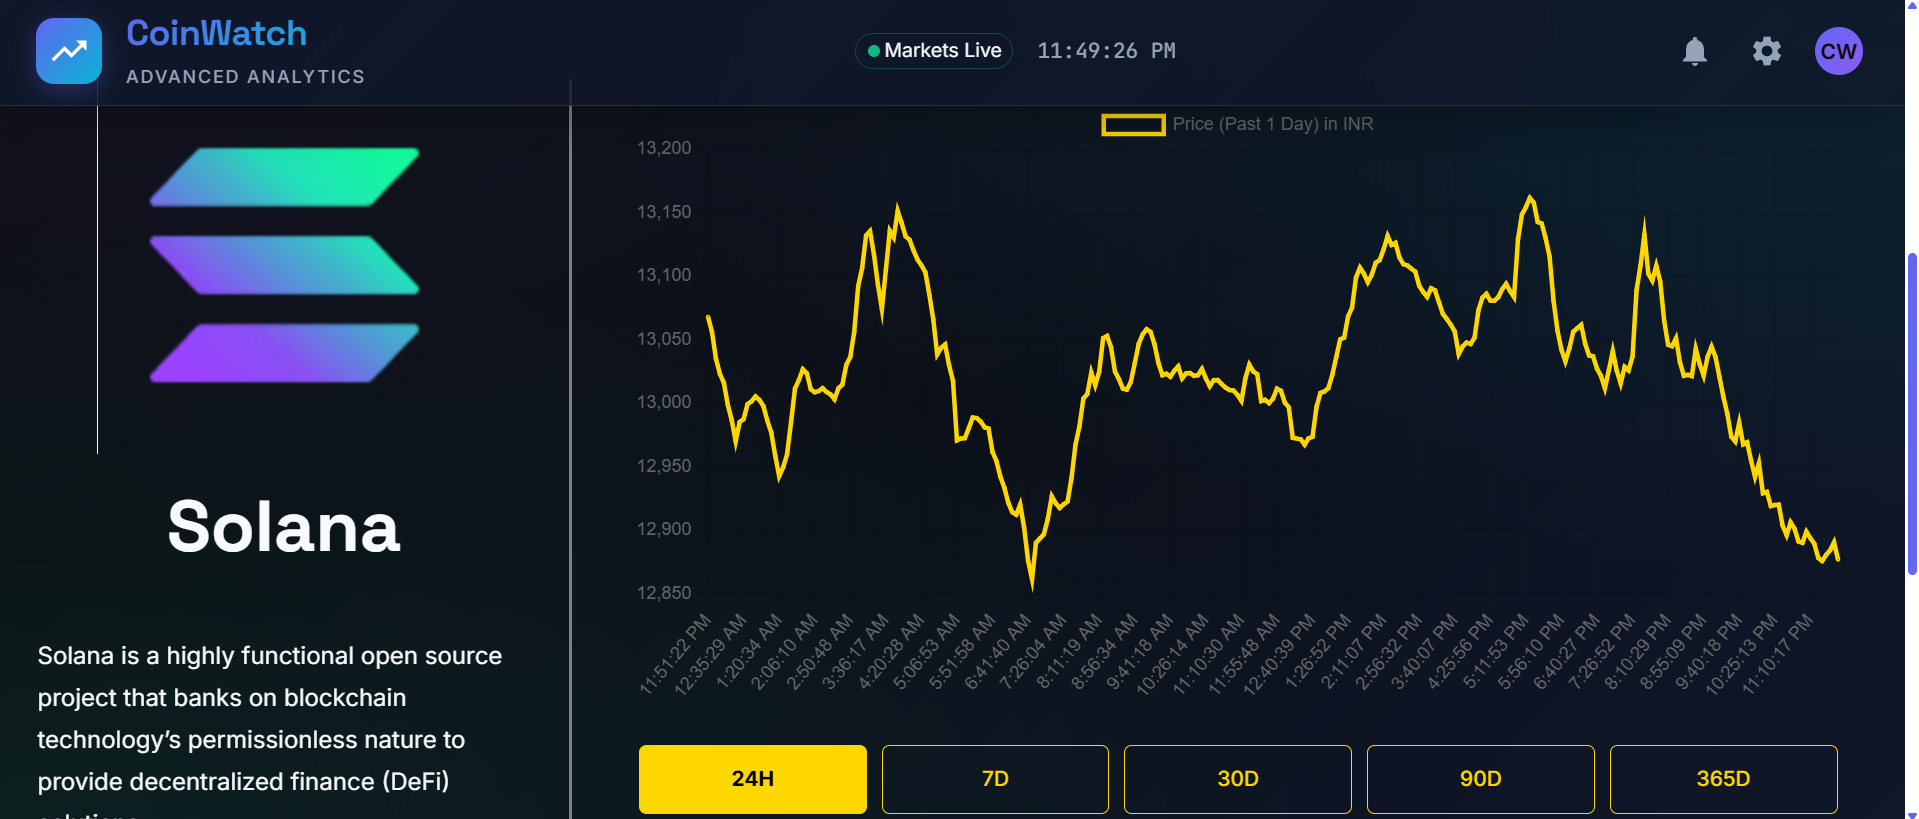 CoinWatch
ADVANCED ANALYTICS
Markets Live
11:49:26 PM
CW
Solana
Solana is a highly functional open source
project that banks on blockchain
technology’s permissionless nature to
provide decentralized finance (DeFi)
Price (Past 1 Day) in INR
13,200
13,150
13,100
13,050
13,000
12,950
12,900
12,850
11:51:22 PM
12:35:29 AM
1:20:34 AM
2:06:10 AM
2:50:48 AM
3:36:17 AM
4:20:28 AM
5:06:53 AM
5:51:58 AM
6:41:40 AM
7:26:04 AM
8:11:19 AM
8:56:34 AM
9:41:18 AM
10:26:14 AM
11:10:30 AM
11:55:48 AM
12:40:39 PM
1:26:52 PM
2:11:07 PM
2:56:32 PM
3:40:07 PM
4:25:56 PM
5:11:53 PM
5:56:10 PM
6:40:27 PM
7:26:52 PM
8:10:29 PM
8:55:09 PM
9:40:18 PM
10:25:13 PM
11:10:17 PM
24H
7D
30D
90D
365D